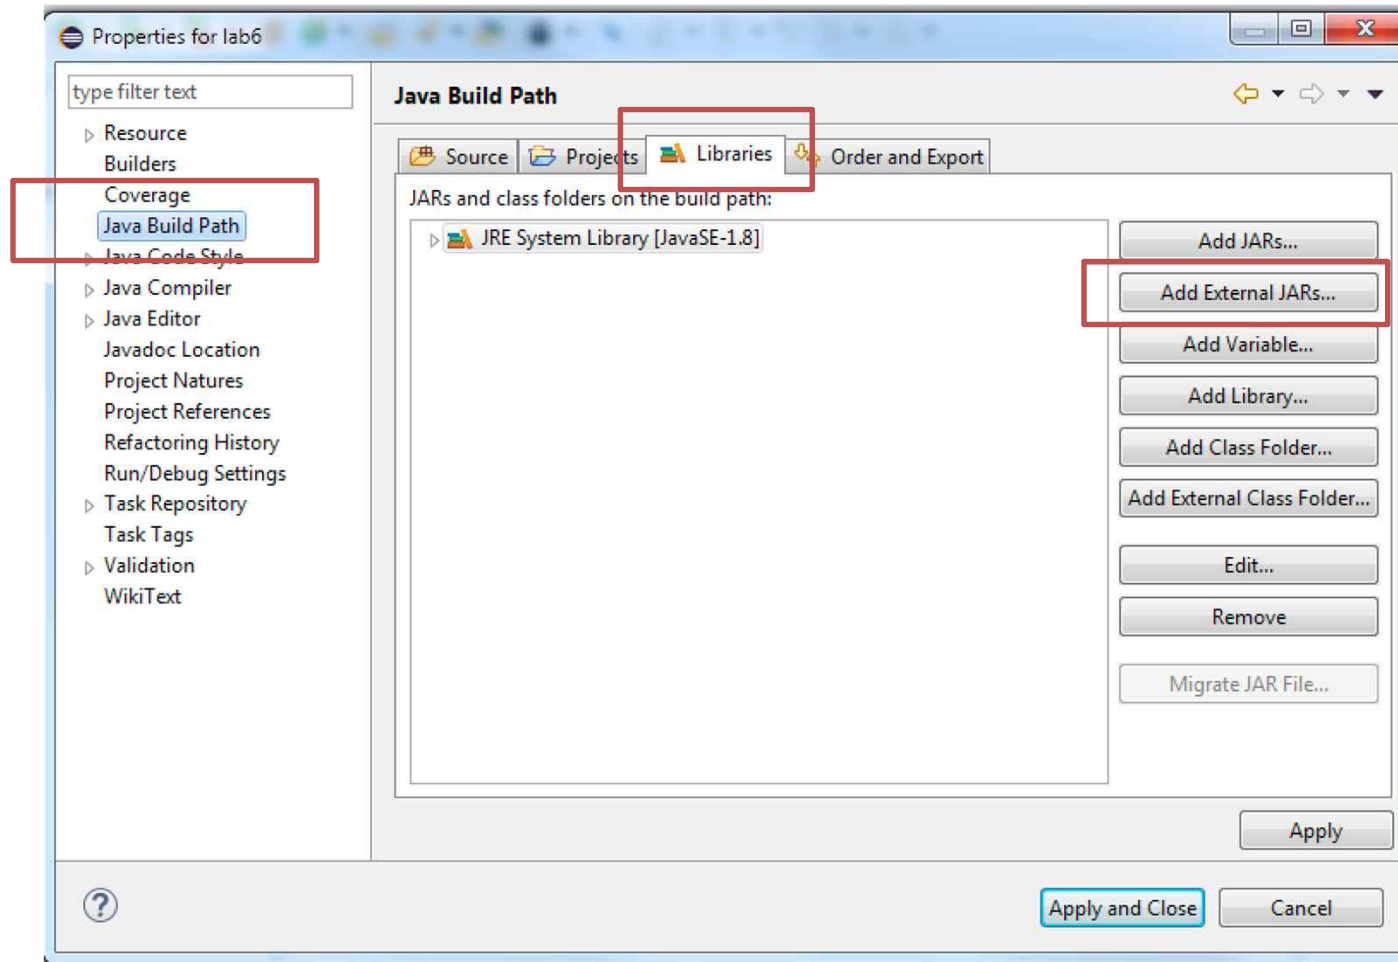 Properties for lab6
type filter text
Resource
Builders
Coverage
Java Build Path
Java Code Style
Java Compiler
Java Editor
Javadoc Location
Project Natures
Project References
Refactoring History
Run/Debug Settings
Task Repository
Task Tags
Validation
WikiText
Java Build Path
Source
Projects
Libraries
Order and Export
JARs and class folders on the build path:
JRE System Library [JavaSE-1.8]
Add JARs...
Add External JARs...
Add Variable...
Add Library...
Add Class Folder...
Add External Class Folder...
Edit...
Remove
Migrate JAR File...
Apply
Apply and Close
Cancel